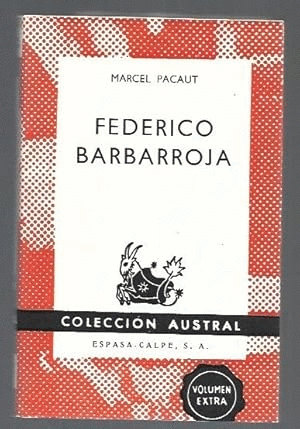 MARCEL PACAUT
FEDERICO
BARBARROJA
COLECCIÓN AUSTRAL
ESPASA-CALPE, S. A.
VOLUMEN
EXTRA